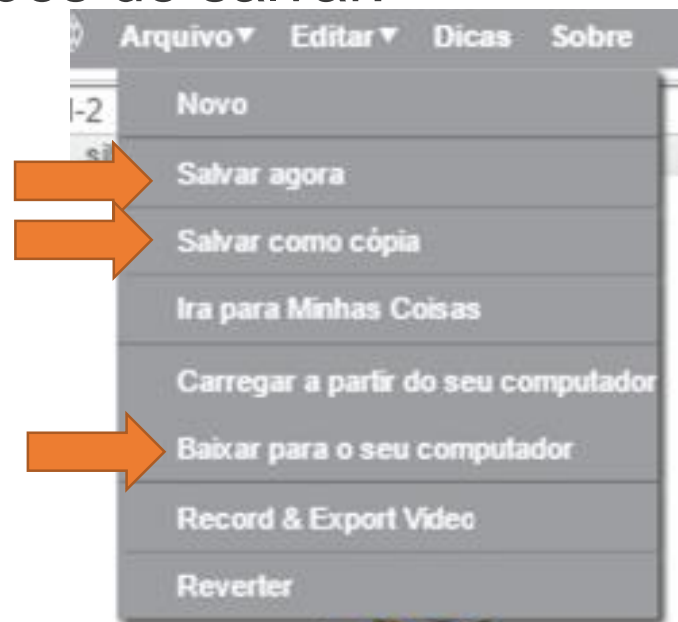 Arquivo▼ Editar▼ Dicas Sobre
Novo
Salvar agora
Salvar como cópia
Ira para Minhas Coisas
Carregar a partir do seu computador
Baixar para o seu computador
Record & Export Video
Reverter